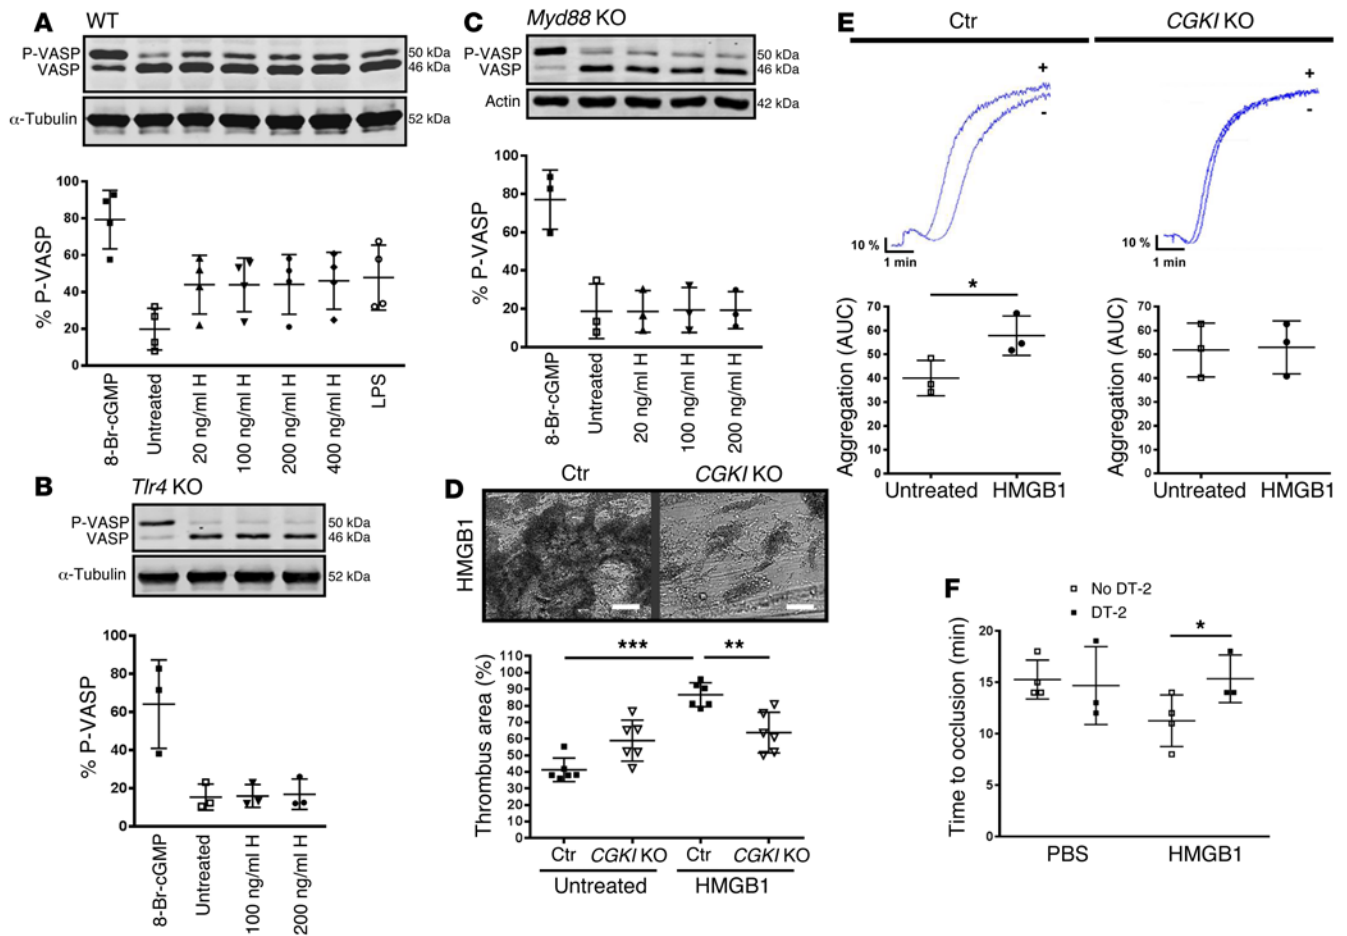 A WT
P-VASP
VASP
50 kDa
46 kDa
α-Tubulin
52 kDa
% P-VASP
100
80
60
40
20
0
8-Br-cGMP
Untreated
20 ng/ml H
100 ng/ml H
200 ng/ml H
400 ng/ml H
LPS
B
Tlr4 KO
P-VASP
VASP
50 kDa
46 kDa
α-Tubulin
52 kDa
% P-VASP
100
80
60
40
20
0
8-Br-cGMP
Untreated
100 ng/ml H
200 ng/ml H
C
Myd88 KO
P-VASP
VASP
50 kDa
46 kDa
Actin
42 kDa
% P-VASP
100
80
60
40
20
0
8-Br-cGMP
Untreated
20 ng/ml H
100 ng/ml H
200 ng/ml H
D
Ctr CGKI KO
HMGB1
Thrombus area (%)
110
100
90
80
70
60
50
40
30
20
10
0
*** **
Ctr CGKI KO Ctr CGKI KO
Untreated HMGB1
E
Ctr CGKI KO
+
-
10 %
1 min
+
-
10 %
1 min
Aggregation (AUC)
70
60
50
40
30
20
10
0
*
Untreated HMGB1
Aggregation (AUC)
70
60
50
40
30
20
10
0
Untreated HMGB1
F
No DT-2
DT-2
Time to occlusion (min)
20
15
10
5
0
*
PBS HMGB1